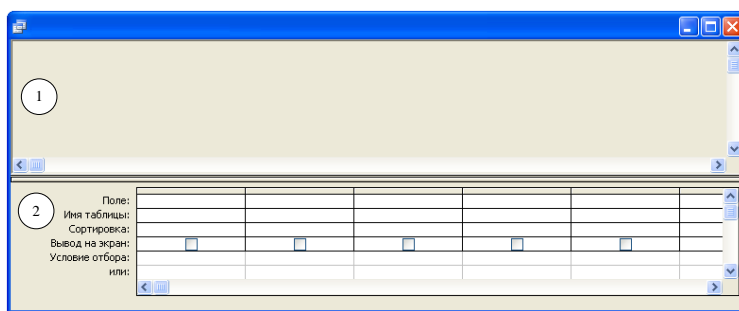 1
2
Поле:
Имя таблицы:
Сортировка:
Вывод на экран:
Условие отбора:
или: